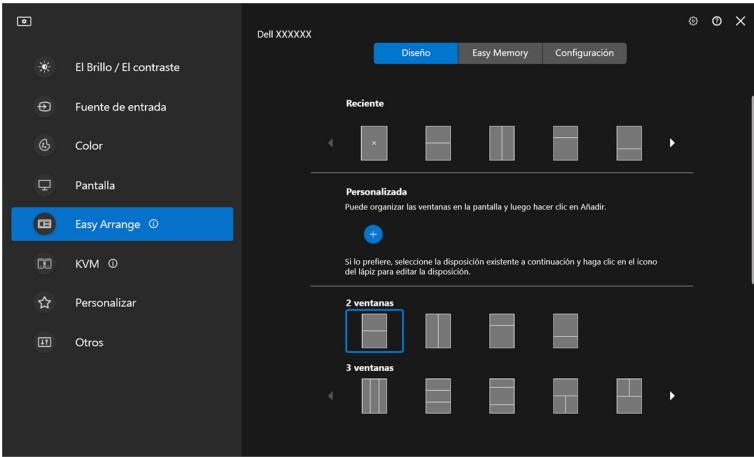 Dell XXXXXX
El Brillo / El contraste
Fuente de entrada
Color
Pantalla
Easy Arrange
KVM
Personalizar
Otros
Diseño
Easy Memory
Configuración
Reciente
Personalizada
Puede organizar las ventanas en la pantalla y luego hacer clic en Añadir.
Si lo prefiere, seleccione la disposición existente a continuación y haga clic en el icono
del lápiz para editar la disposición.
2 ventanas
3 ventanas